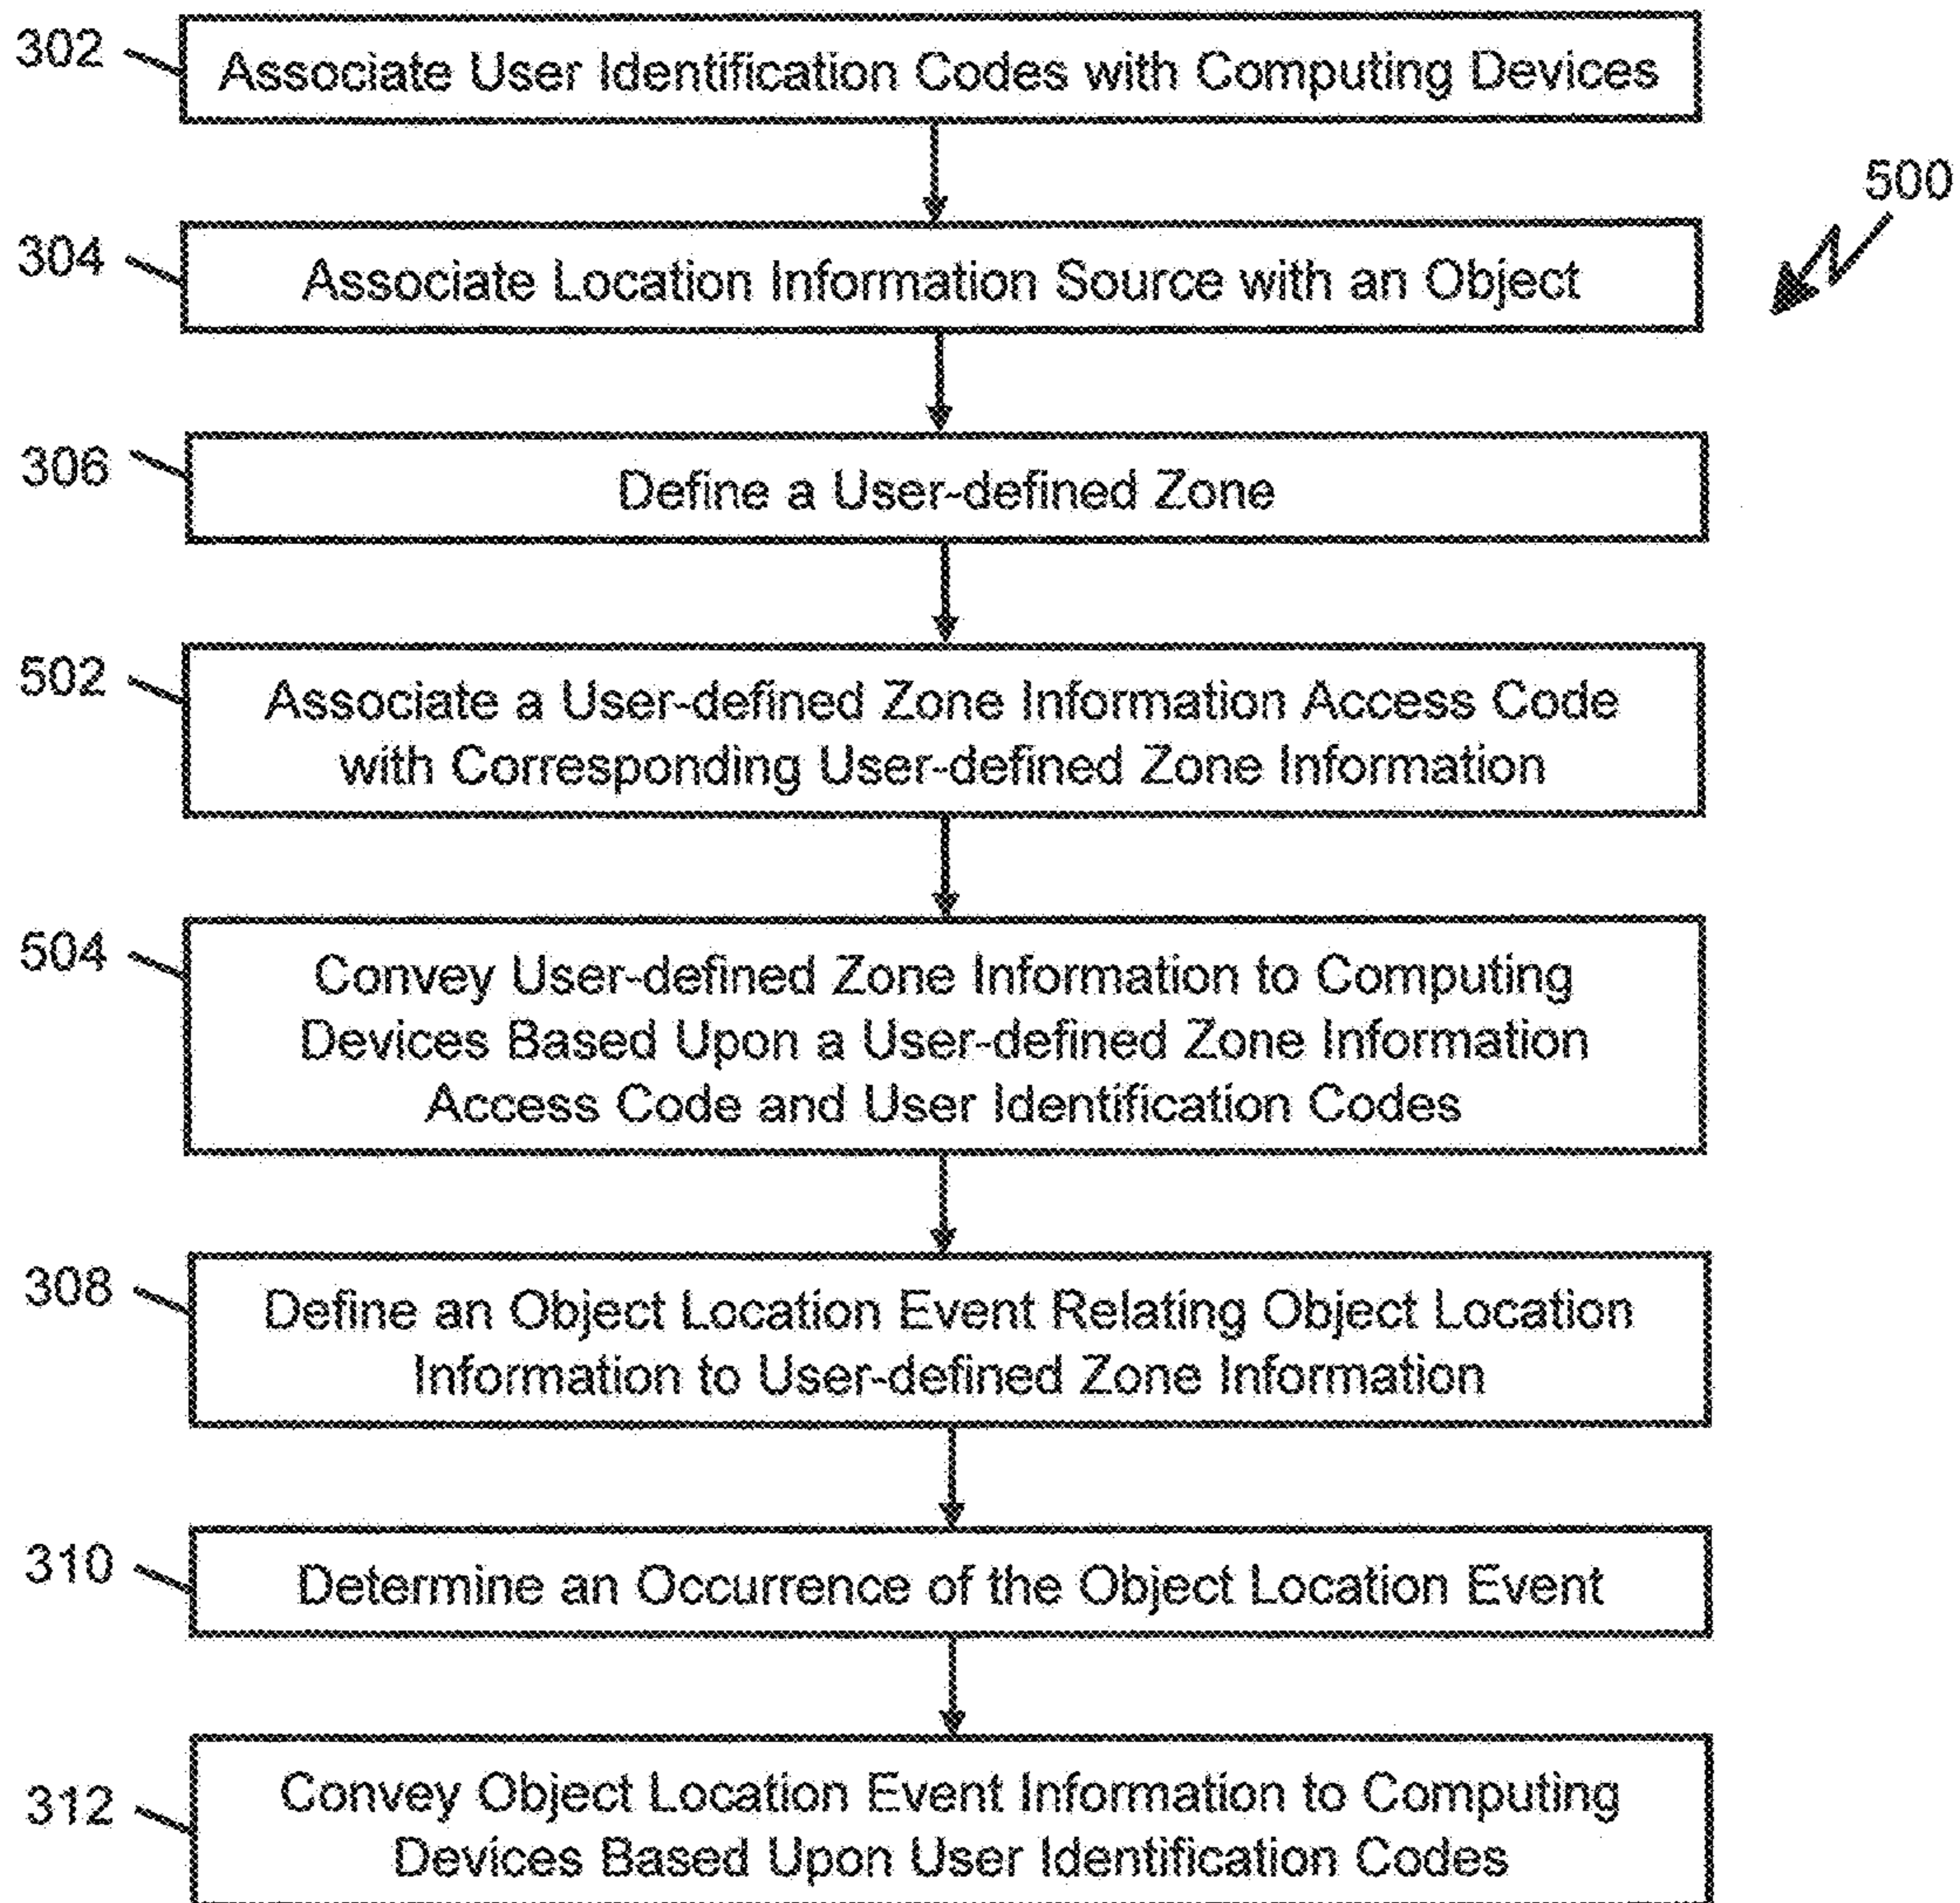 302
Associate User Identification Codes with Computing Devices
500
304
Associate Location Information Source with an Object
306
Define a User-defined Zone
502
Associate a User-defined Zone Information Access Code
with Corresponding User-defined Zone Information
504
Convey User-defined Zone Information to Computing
Devices Based Upon a User-defined Zone Information
Access Code and User Identification Codes
308
Define an Object Location Event Relating Object Location
Information to User-defined Zone Information
310
Determine an Occurrence of the Object Location Event
312
Convey Object Location Event Information to Computing
Devices Based Upon User Identification Codes